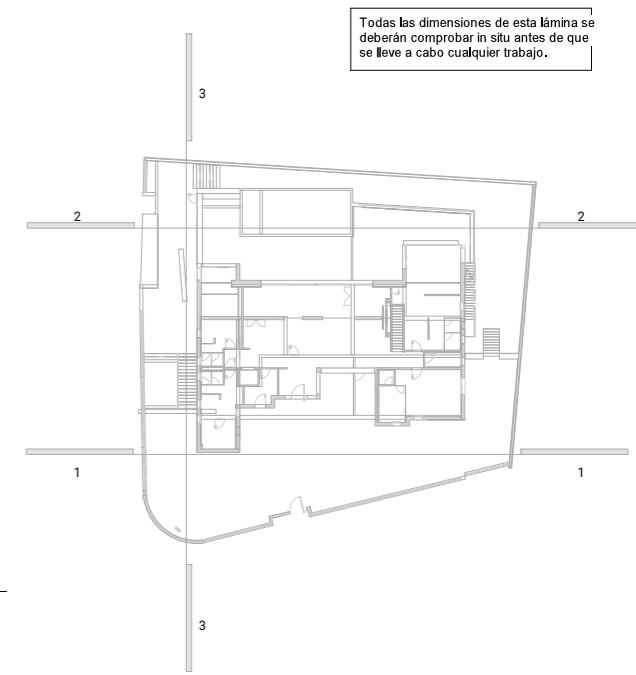 Todas las dimensiones de esta lámina se
deberán comprobar in situ antes de que
se lleve a cabo cualquier trabajo.
3
2 2
1 1
3